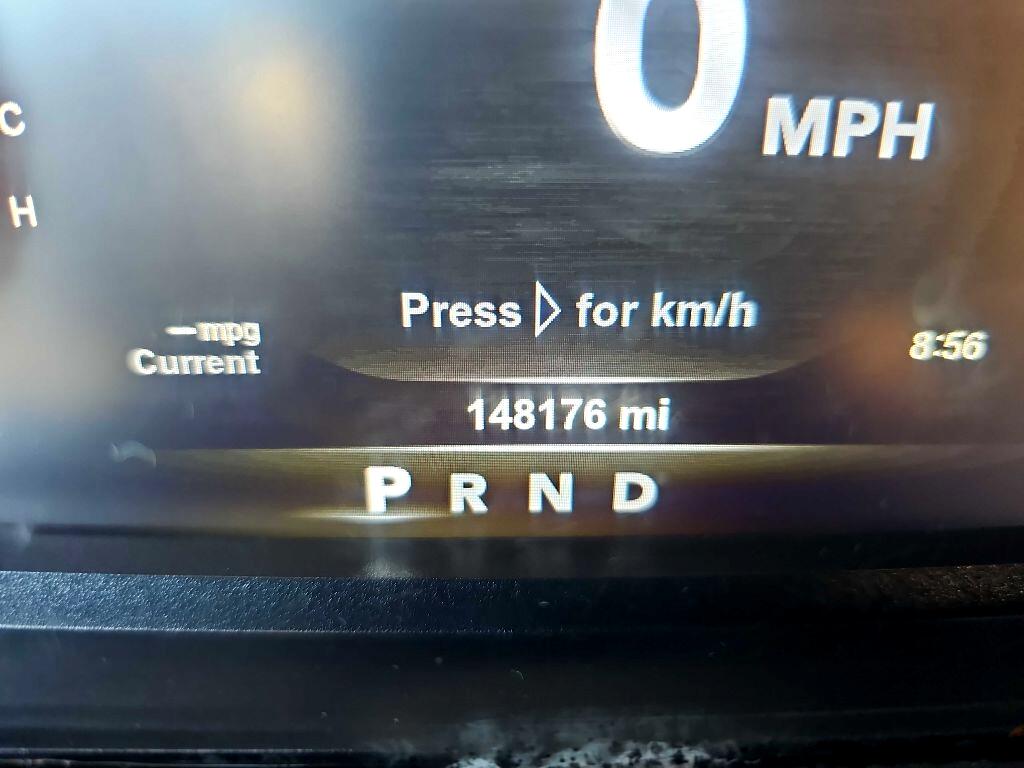 0 MPH
C
H
Press ▷ for km/h
—mpg
Current
8:56
148176 mi
P R N D